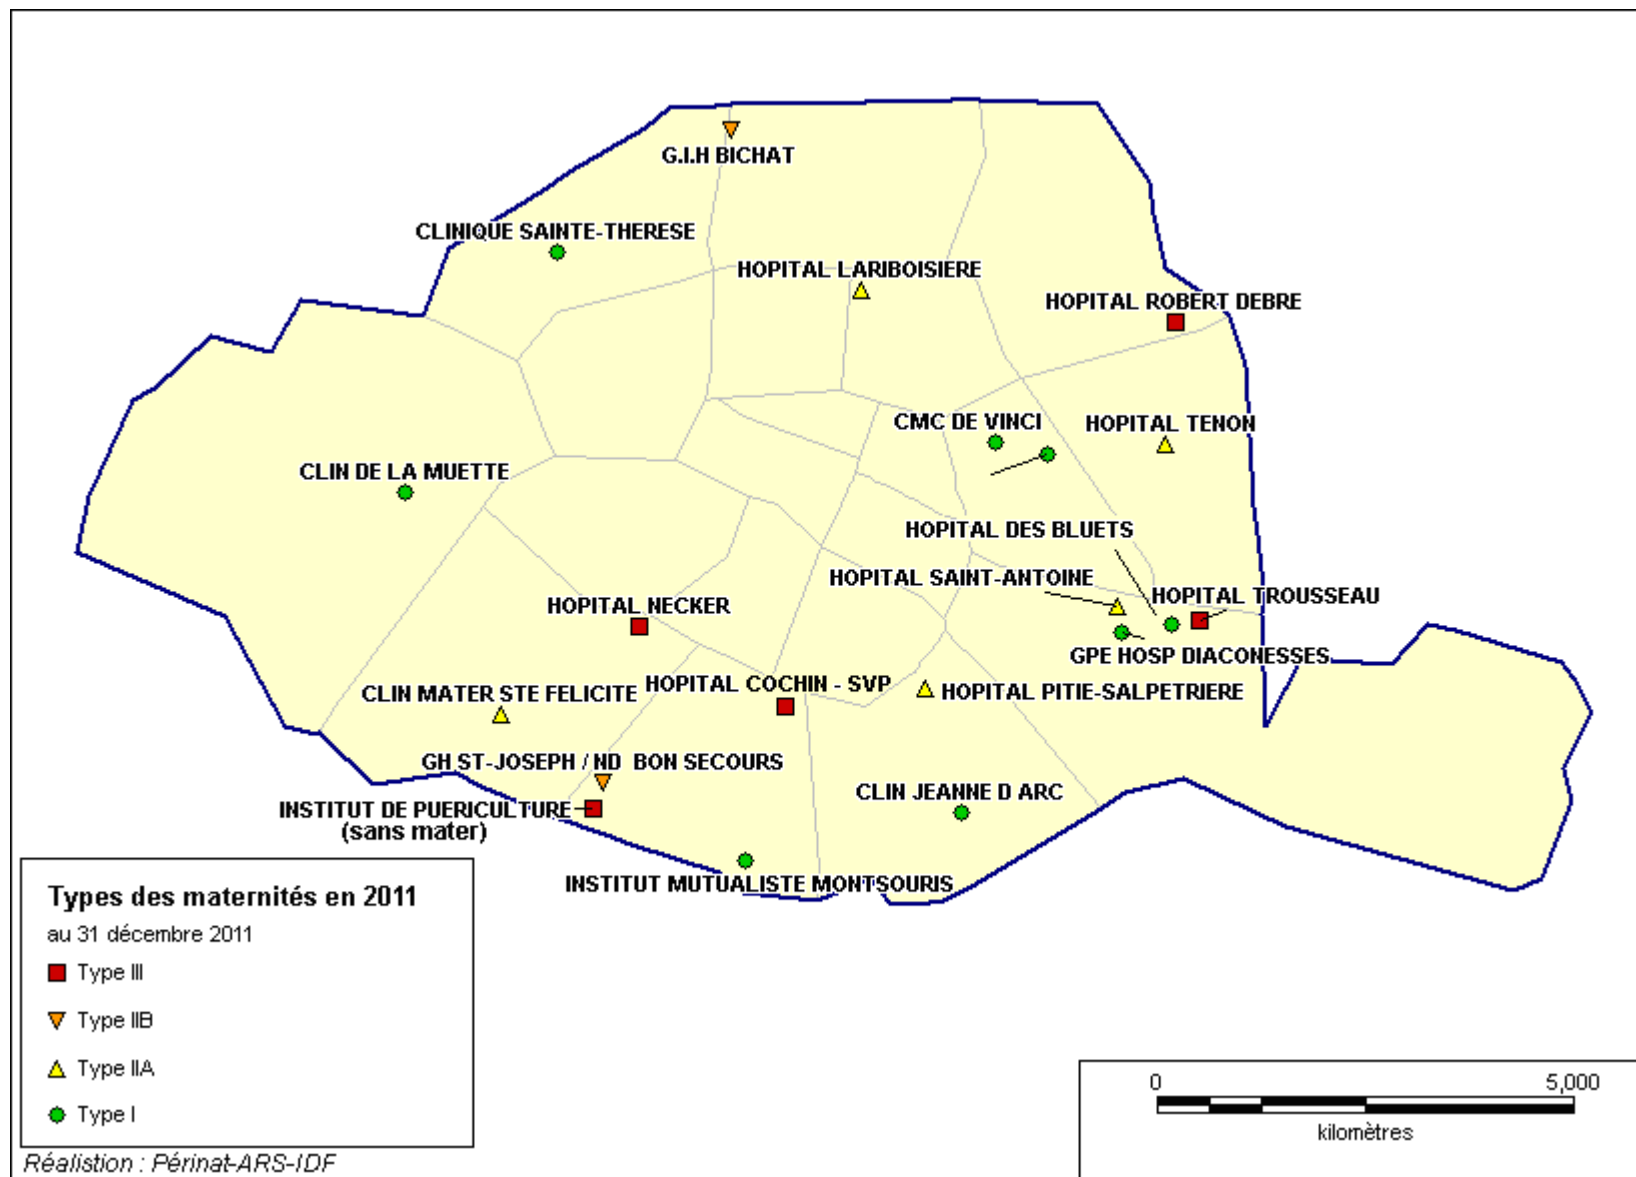 G.I.H BICHAT
CLINIQUE SAINTE-THERESE
HOPITAL LARIBOISIERE
HOPITAL ROBERT DEBRE
CMC DE VINCI
HOPITAL TENON
CLIN DE LA MUETTE
HOPITAL DES BLUETS
HOPITAL SAINT-ANTOINE
HOPITAL TROUSSEAU
HOPITAL NECKER
GPE HOSP DIACONESSES
HOPITAL COCHIN - SVP
CLIN MATER STE FELICITE
HOPITAL PITIE-SALPETRIERE
GH ST-JOSEPH / ND BON SECOURS
CLIN JEANNE D ARC
INSTITUT DE PUERICULTURE
(sans mater)
INSTITUT MUTUALISTE MONTSOURIS
Types des maternités en 2011
au 31 décembre 2011
Type III
Type IIB
Type IIA
Type I
0 5,000
kilomètres
Réalistion : Périnat-ARS-IDF